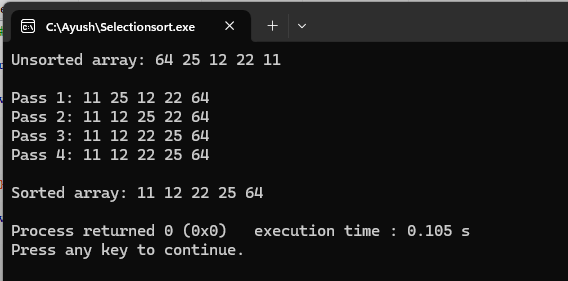 C:\Ayush\Selectionsort.exe
Unsorted array: 64 25 12 22 11
Pass 1: 11 25 12 22 64
Pass 2: 11 12 25 22 64
Pass 3: 11 12 22 25 64
Pass 4: 11 12 22 25 64
Sorted array: 11 12 22 25 64
Process returned 0 (0x0)   execution time : 0.105 s
Press any key to continue.